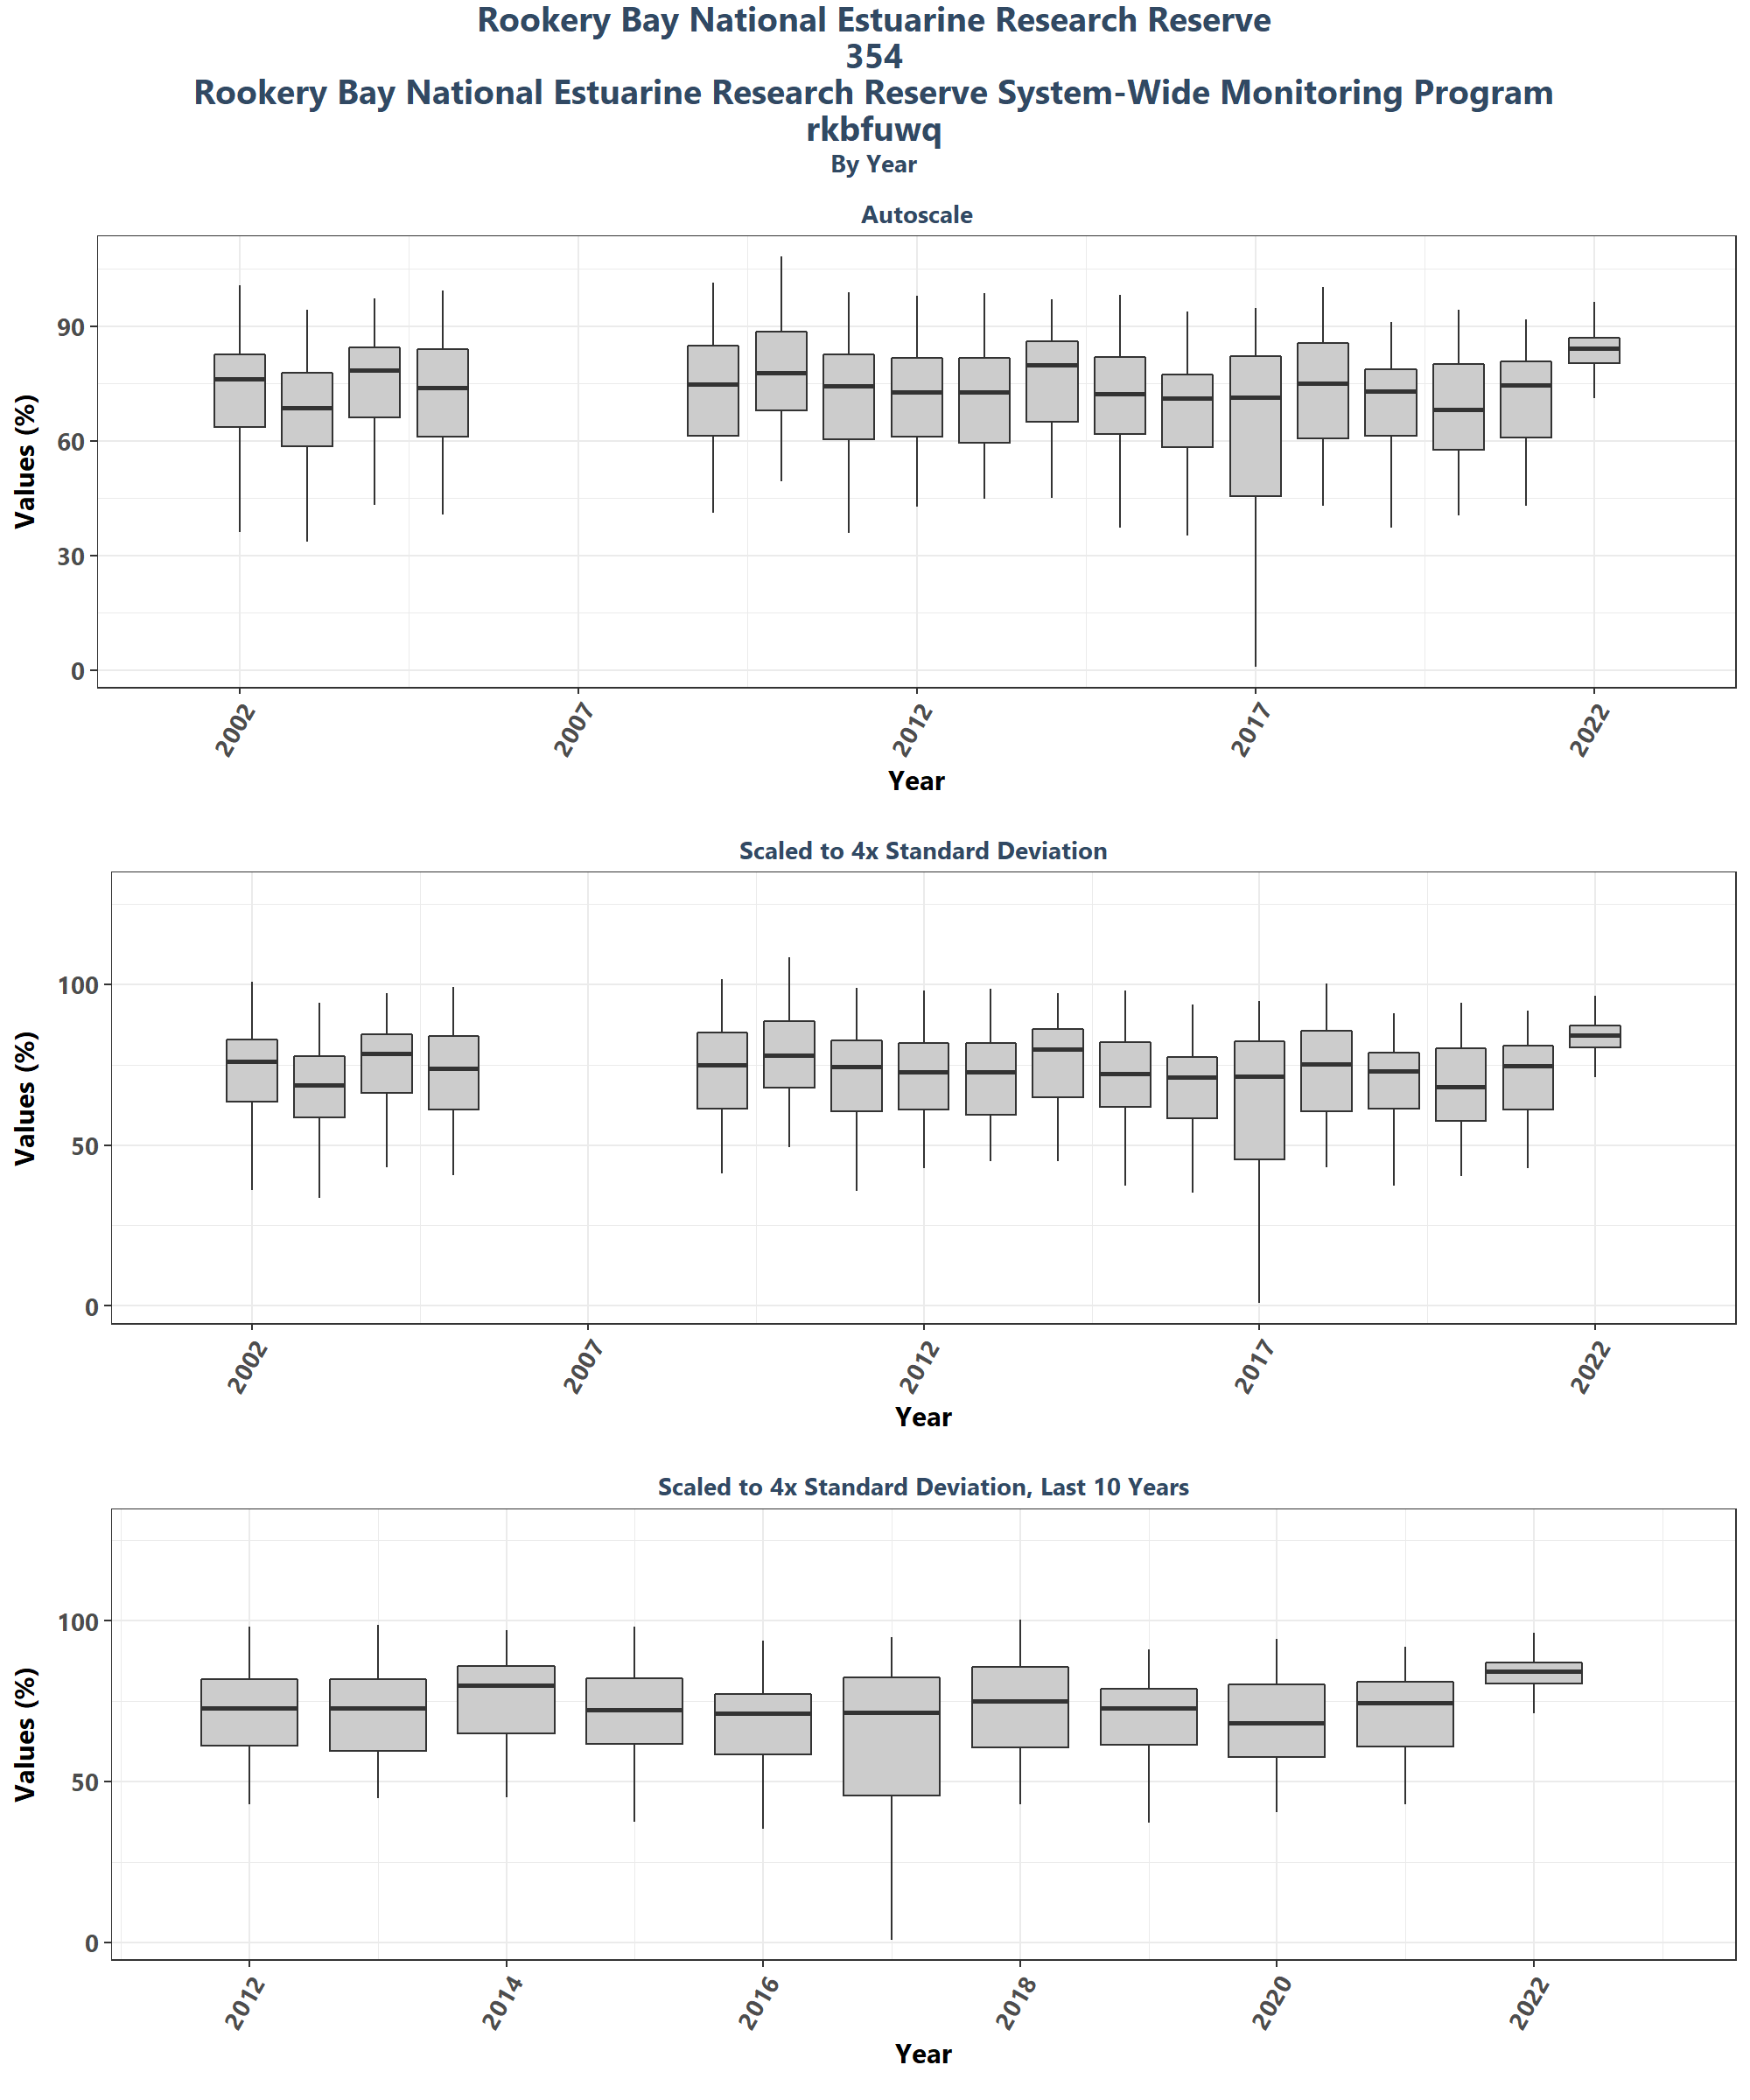 Rookery Bay National Estuarine Research Reserve
354
Rookery Bay National Estuarine Research Reserve System-Wide Monitoring Program
rkbfuwq
By Year
Autoscale
Values (%)
90
60
30
0
2002
2007
2012
2017
2022
Year
Scaled to 4x Standard Deviation
Values (%)
100
50
0
2002
2007
2012
2017
2022
Year
Scaled to 4x Standard Deviation, Last 10 Years
Values (%)
100
50
0
2012
2014
2016
2018
2020
2022
Year